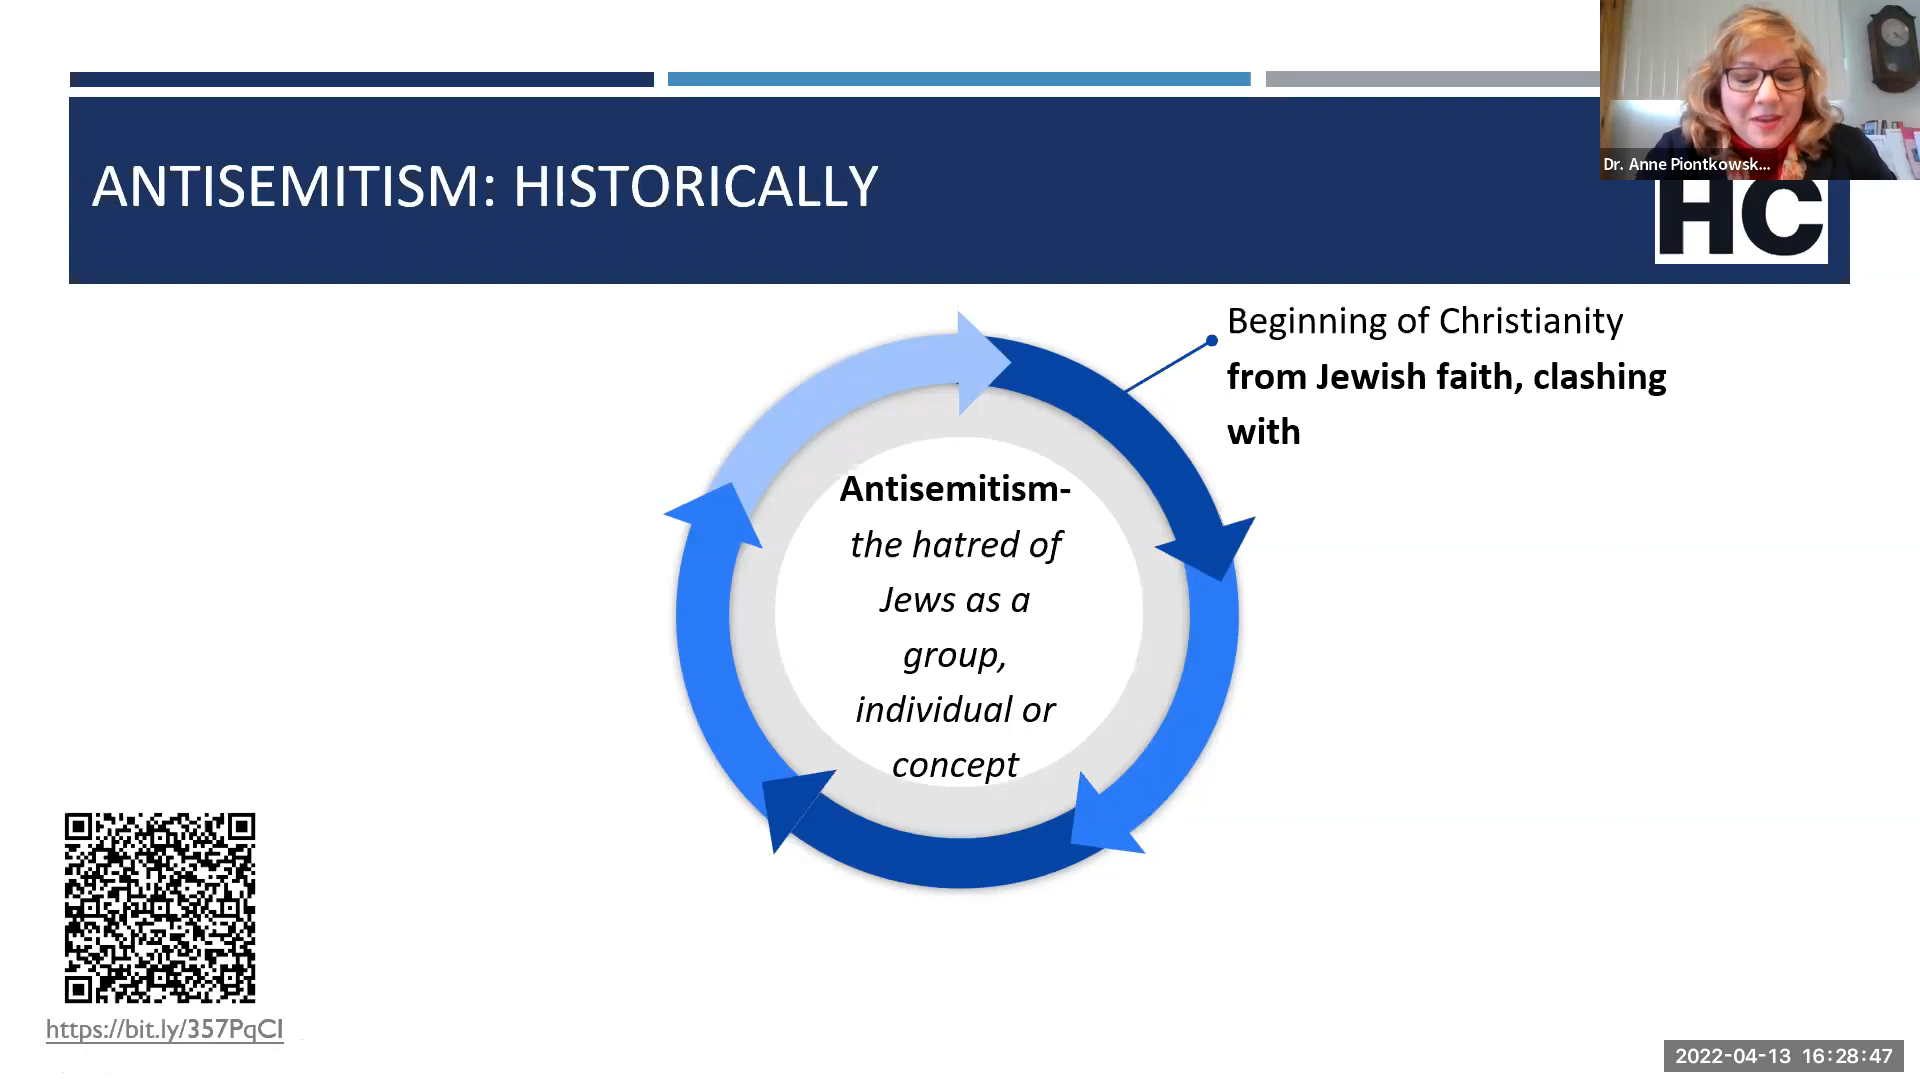 Dr. Anne Piontkowsk...
ANTISEMITISM: HISTORICALLY
HC
Beginning of Christianity
from Jewish faith, clashing
with
Antisemitism-
the hatred of
Jews as a
group,
individual or
concept
https://bit.ly/357PqCI
2022-04-13 16:28:47